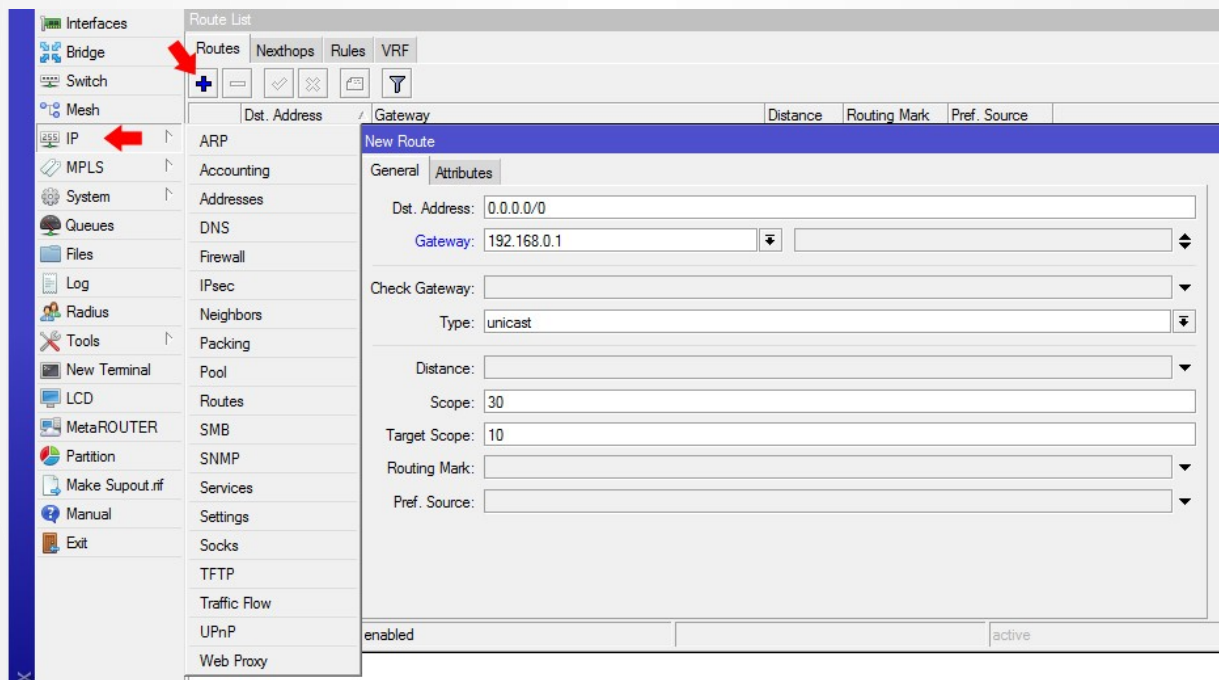 Interfaces
Bridge
Switch
Mesh
255 IP
MPLS
System
Queues
Files
Log
Radius
Tools
New Terminal
LCD
MetaROUTER
Partition
Make Supout.rif
Manual
Exit
ARP
Accounting
Addresses
DNS
Firewall
IPsec
Neighbors
Packing
Pool
Routes
SMB
SNMP
Services
Settings
Socks
TFTP
Traffic Flow
UPnP
Web Proxy
Route List
Routes Nexthops Rules VRF
Dst. Address / Gateway Distance Routing Mark Pref. Source
New Route
General Attributes
Dst. Address: 0.0.0.0/0
Gateway: 192.168.0.1
Check Gateway:
Type: unicast
Distance:
Scope: 30
Target Scope: 10
Routing Mark:
Pref. Source:
enabled active